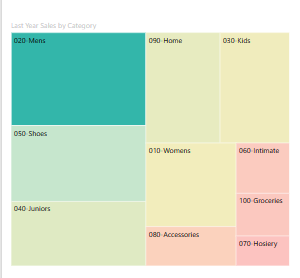 Last Year Sales by Category
020-Mens
090-Home
030-Kids
050-Shoes
010-Womens
060-Intimate
040-Juniors
100-Groceries
080-Accessories
070-Hosiery